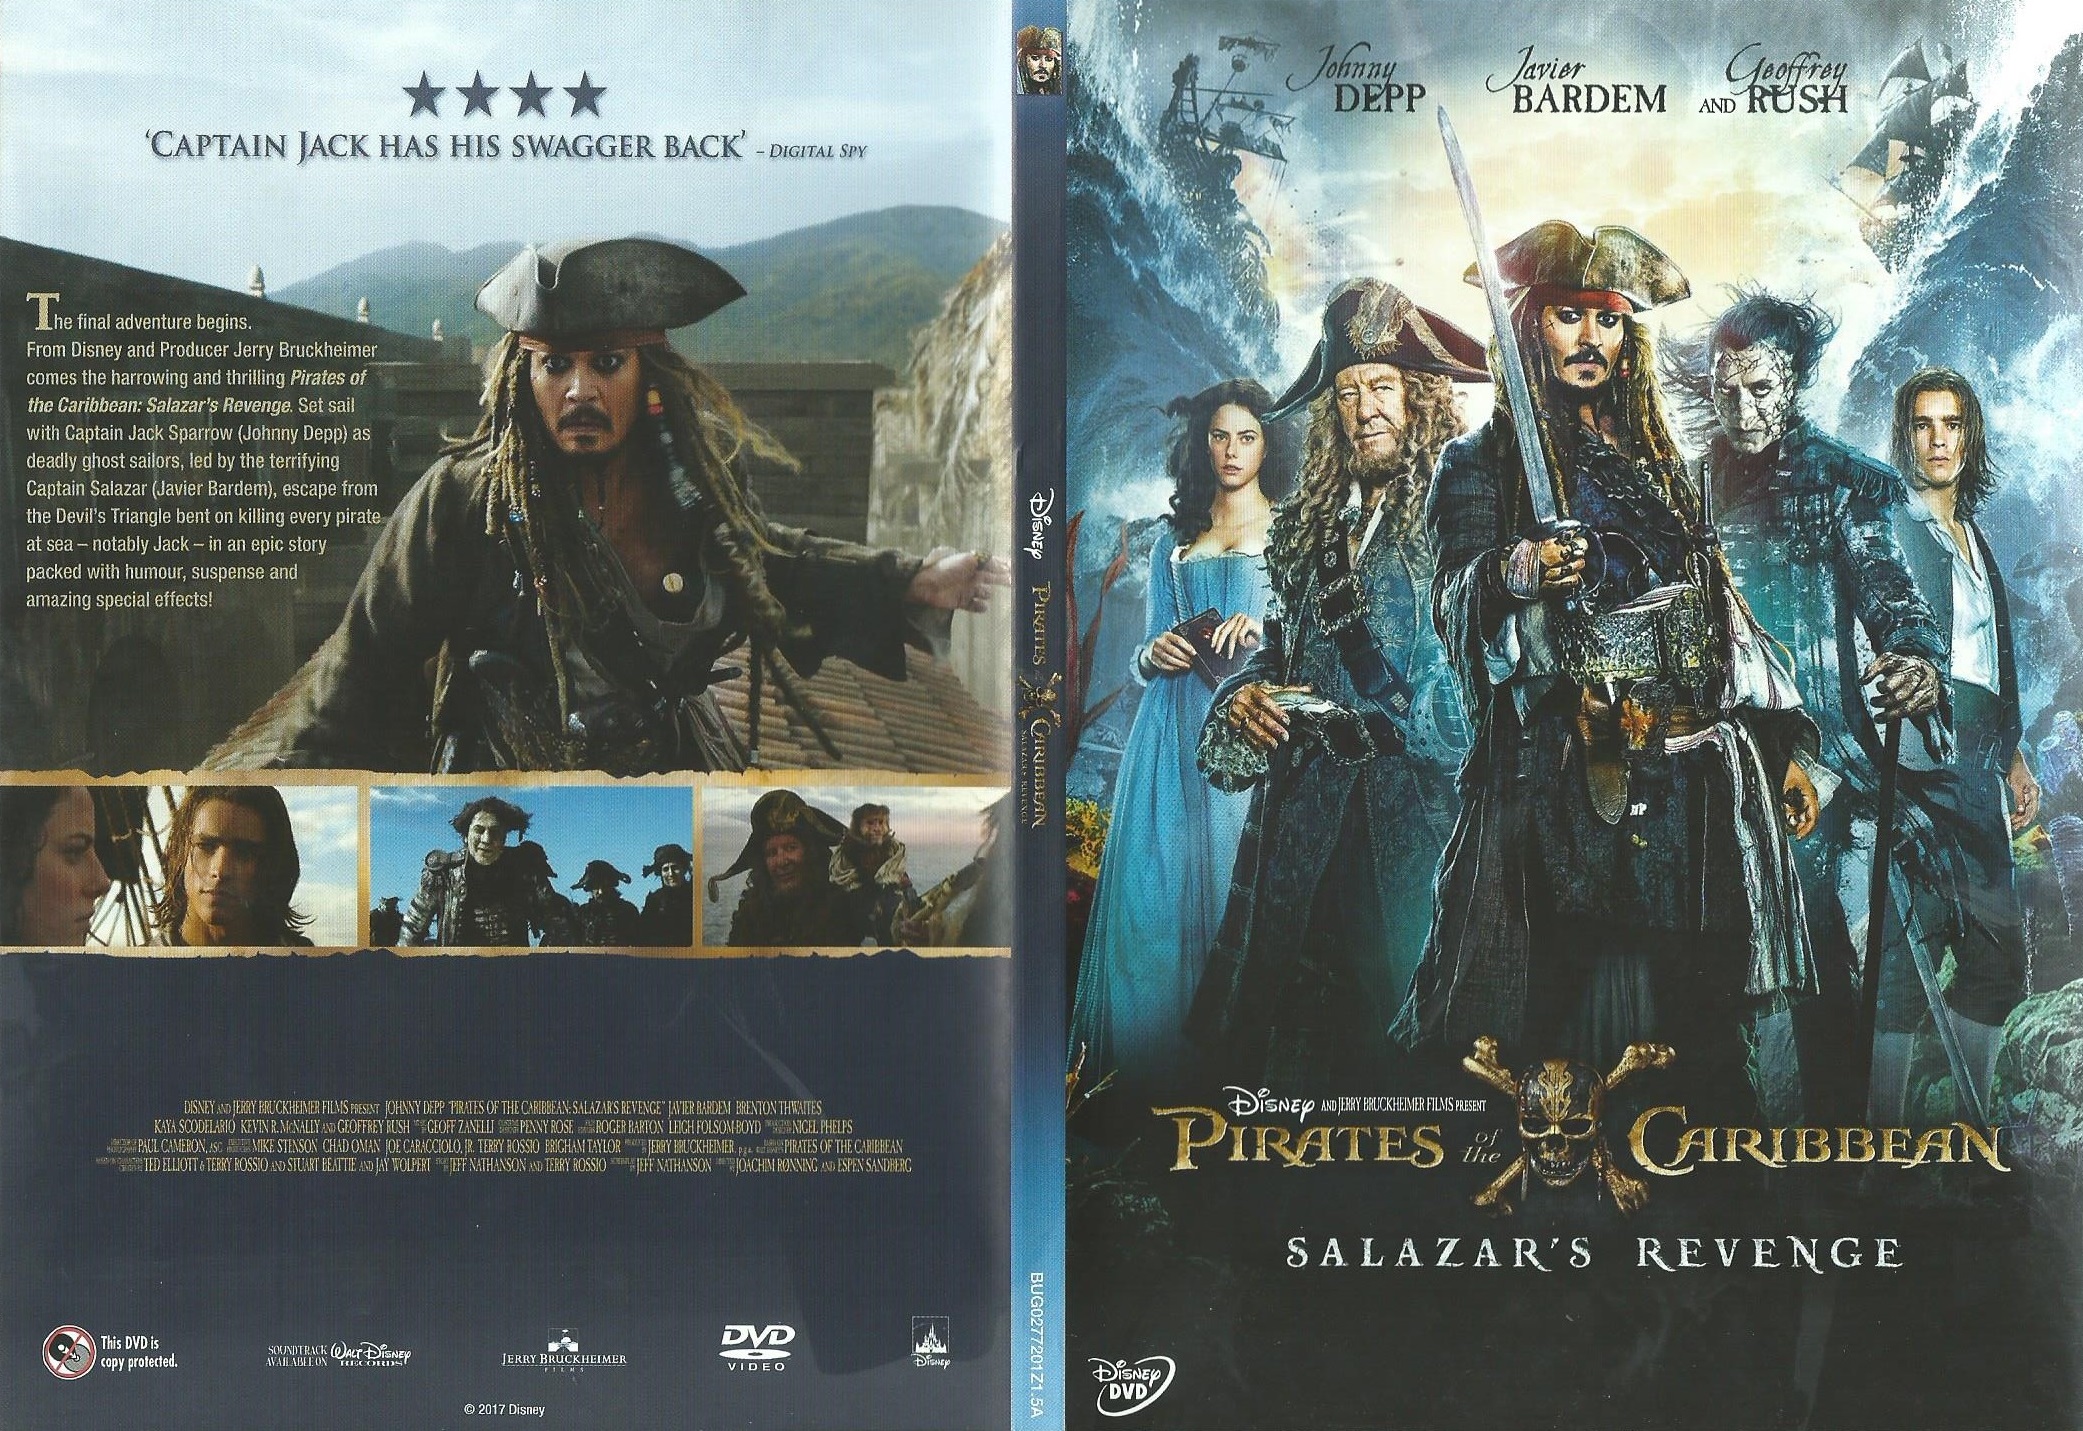 ★★★★
‘CAPTAIN JACK HAS HIS SWAGGER BACK’ – DIGITAL SPY
The final adventure begins.
From Disney and Producer Jerry Bruckheimer
comes the harrowing and thrilling Pirates of
the Caribbean: Salazar's Revenge. Set sail
with Captain Jack Sparrow (Johnny Depp) as
deadly ghost sailors, led by the terrifying
Captain Salazar (Javier Bardem), escape from
the Devil's Triangle bent on killing every pirate
at sea – notably Jack – in an epic story
packed with humour, suspense and
amazing special effects!
DISNEY AND JERRY BRUCKHEIMER FILMS PRESENT JOHNNY DEPP "PIRATES OF THE CARIBBEAN: SALAZAR'S REVENGE" JAVIER BARDEM BRENTON THWAITES
KAYA SCODELARIO KEVIN R. McNALLY AND GEOFFREY RUSH GEOFF ZANELLI PENNY ROSE ROGER BARTON LEIGH FOLSOM-BOYD NIGEL PHELPS
PAUL CAMERON, ASC MIKE STENSON CHAD OMAN JOE CARACCIOLO, JR. TERRY ROSSIO BRIGHAM TAYLOR JERRY BRUCKHEIMER, p.g.a. PIRATES OF THE CARIBBEAN
TED ELLIOTT & TERRY ROSSIO AND STUART BEATTIE AND JAY WOLPERT JEFF NATHANSON AND TERRY ROSSIO JEFF NATHANSON JOACHIM RØNNING AND ESPEN SANDBERG
This DVD is
copy protected.
SOUNDTRACK
AVAILABLE ON WALT DISNEY
RECORDS
JERRY BRUCKHEIMER
FILMS
DVD
VIDEO
DISNEY
© 2017 Disney
DISNEY PIRATES of the CARIBBEAN
SALAZAR'S REVENGE
BUG0277201Z1.5A
Johnny DEPP
Javier BARDEM
AND Geoffrey RUSH
DISNEY AND JERRY BRUCKHEIMER FILMS PRESENT
PIRATES of the CARIBBEAN
SALAZAR'S REVENGE
DISNEY
DVD